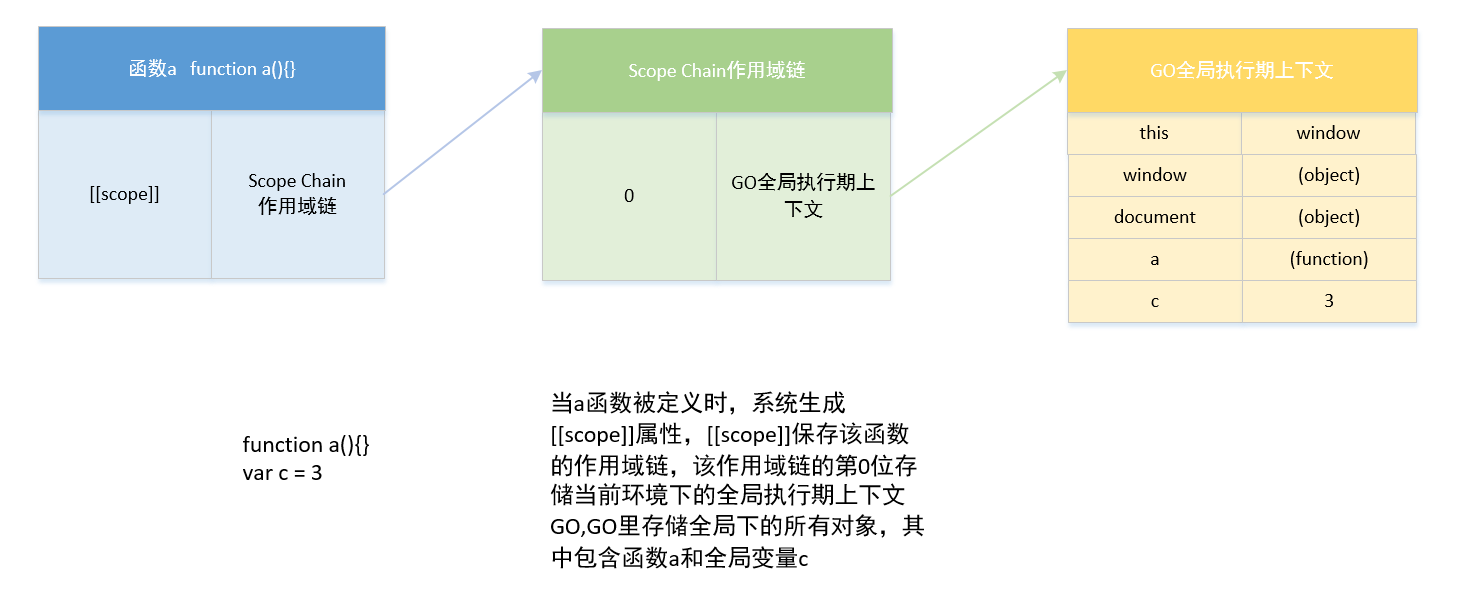 函数a function a(){}
[[scope]]
Scope Chain
作用域链
Scope Chain作用域链
0
GO全局执行期上
下文
GO全局执行期上下文
this
window
window
(object)
document
(object)
a
(function)
c
3
function a(){}
var c = 3
当a函数被定义时，系统生成
[[scope]]属性，[[scope]]保存该函数
的作用域链，该作用域链的第0位存
储当前环境下的全局执行期上下文
GO,GO里存储全局下的所有对象，其
中包含函数a和全局变量c